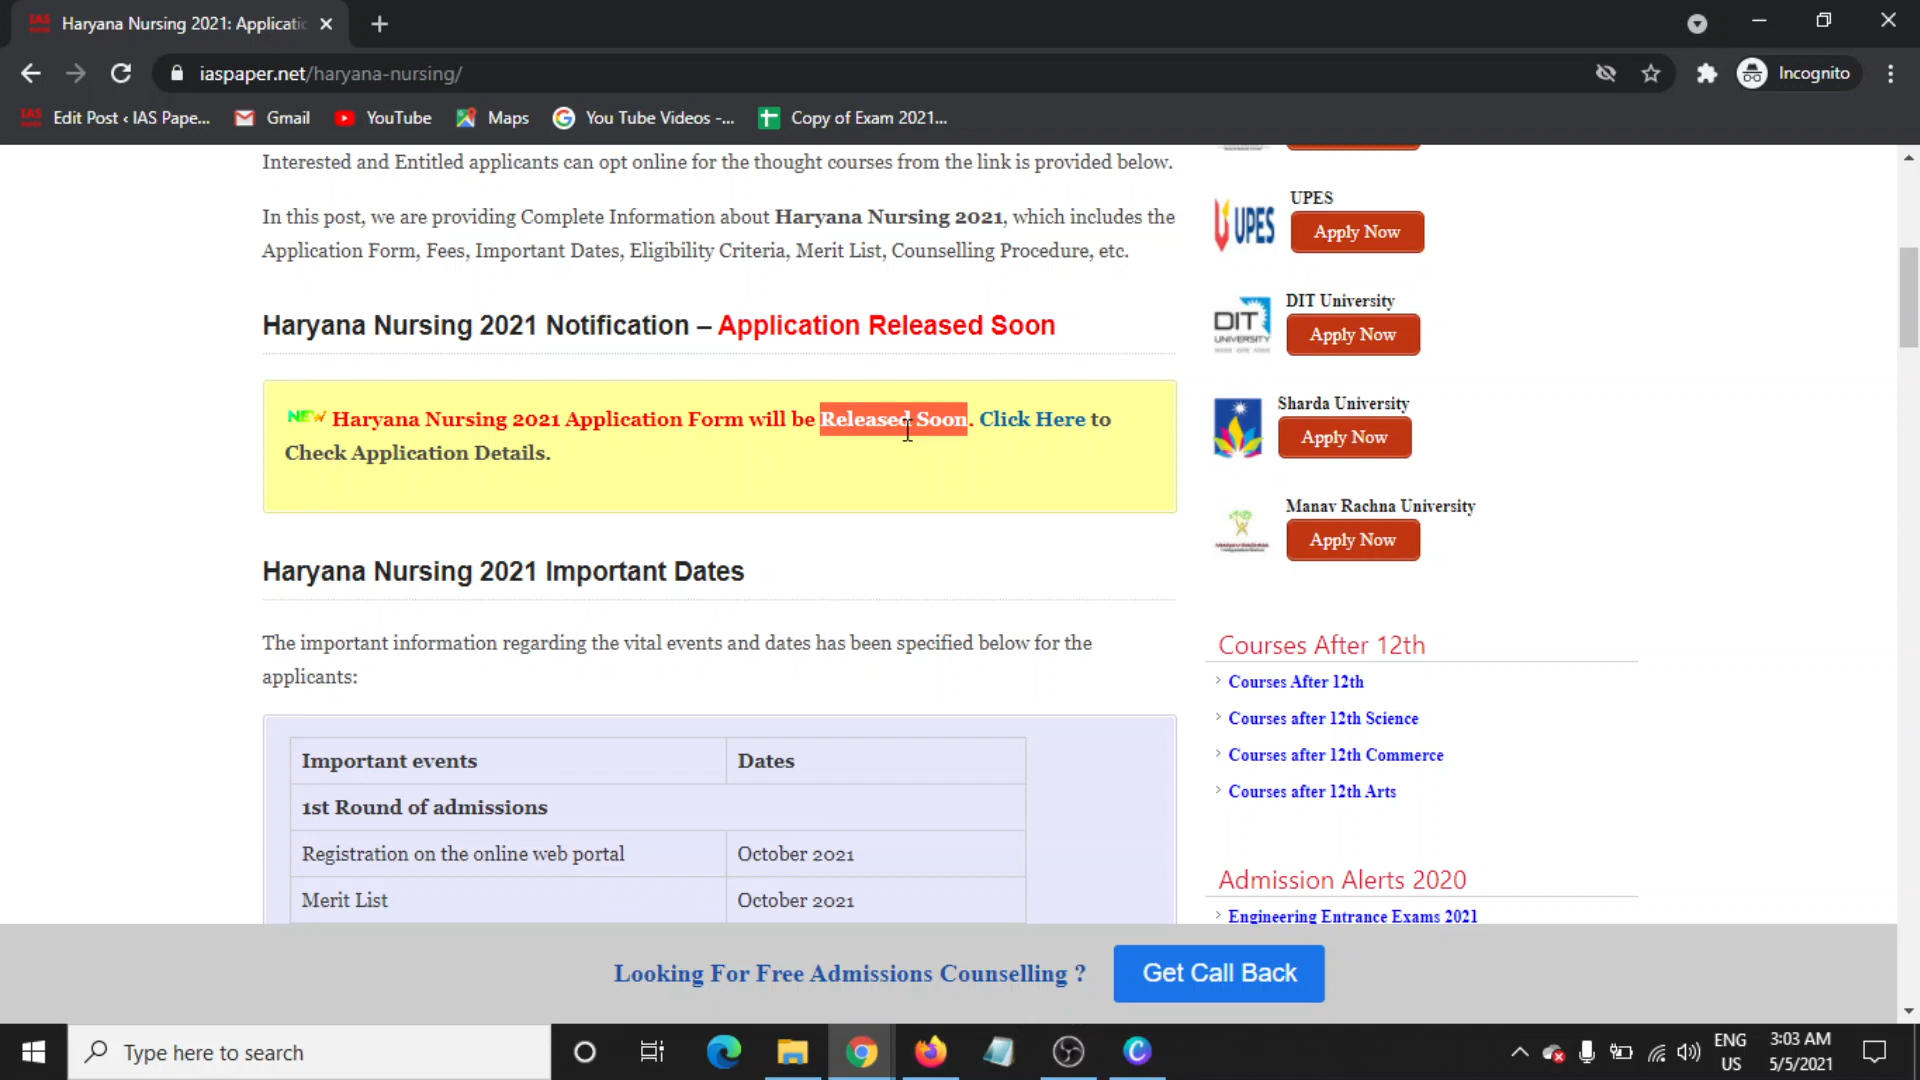 Haryana Nursing 2021: Applicatio
iaspaper.net/haryana-nursing/
Incognito
Edit Post ‹ IAS Pape...
Gmail
YouTube
Maps
You Tube Videos -...
Copy of Exam 2021...
Interested and Entitled applicants can opt online for the thought courses from the link is provided below.
In this post, we are providing Complete Information about Haryana Nursing 2021, which includes the
Application Form, Fees, Important Dates, Eligibility Criteria, Merit List, Counselling Procedure, etc.
Haryana Nursing 2021 Notification – Application Released Soon
NEW Haryana Nursing 2021 Application Form will be Released Soon. Click Here to
Check Application Details.
Haryana Nursing 2021 Important Dates
The important information regarding the vital events and dates has been specified below for the
applicants:
Important events Dates
1st Round of admissions
Registration on the online web portal October 2021
Merit List October 2021
UPES
UPES
Apply Now
DIT University
DIT
UNIVERSITY
Apply Now
Sharda University
Apply Now
Manav Rachna University
Apply Now
Courses After 12th
Courses After 12th
Courses after 12th Science
Courses after 12th Commerce
Courses after 12th Arts
Admission Alerts 2020
Engineering Entrance Exams 2021
Looking For Free Admissions Counselling ?
Get Call Back
Type here to search
ENG
US
3:03 AM
5/5/2021